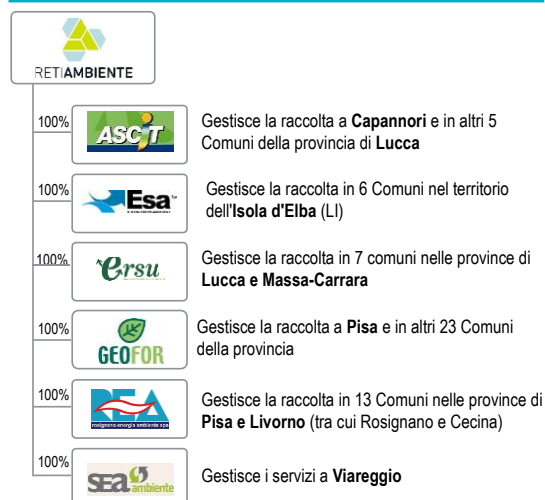 RETIAMBIENTE
100%
ASCIT
Gestisce la raccolta a Capannori e in altri 5
Comuni della provincia di Lucca
100%
Esa
Gestisce la raccolta in 6 Comuni nel territorio
dell'Isola d'Elba (LI)
100%
Ersu
Gestisce la raccolta in 7 comuni nelle province di
Lucca e Massa-Carrara
100%
GEOFOR
Gestisce la raccolta a Pisa e in altri 23 Comuni
della provincia
100%
REA
rosignano energia ambiente spa
Gestisce la raccolta in 13 Comuni nelle province di
Pisa e Livorno (tra cui Rosignano e Cecina)
100%
sea ambiente
Gestisce i servizi a Viareggio